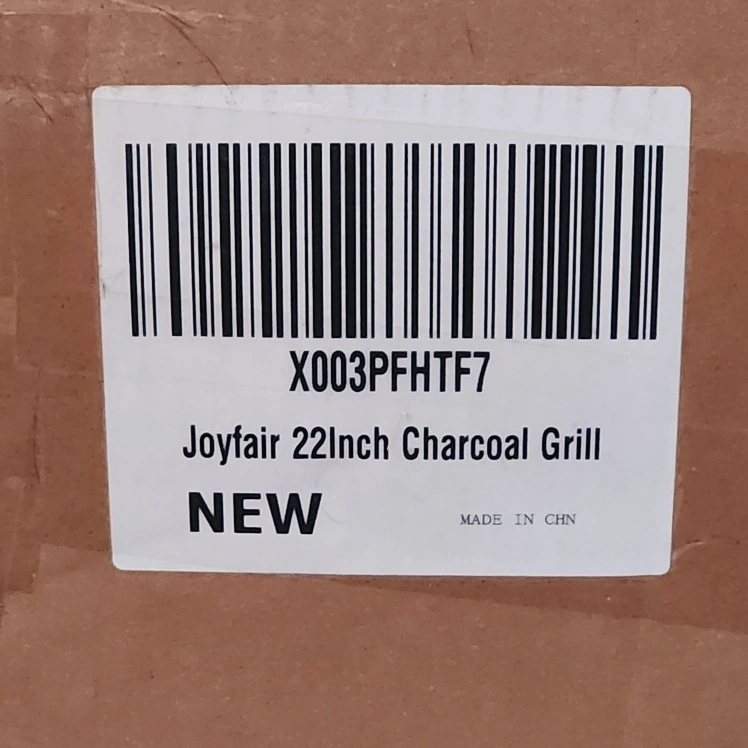 X003PFHTF7
Joyfair 22Inch Charcoal Grill
NEW MADE IN CHN